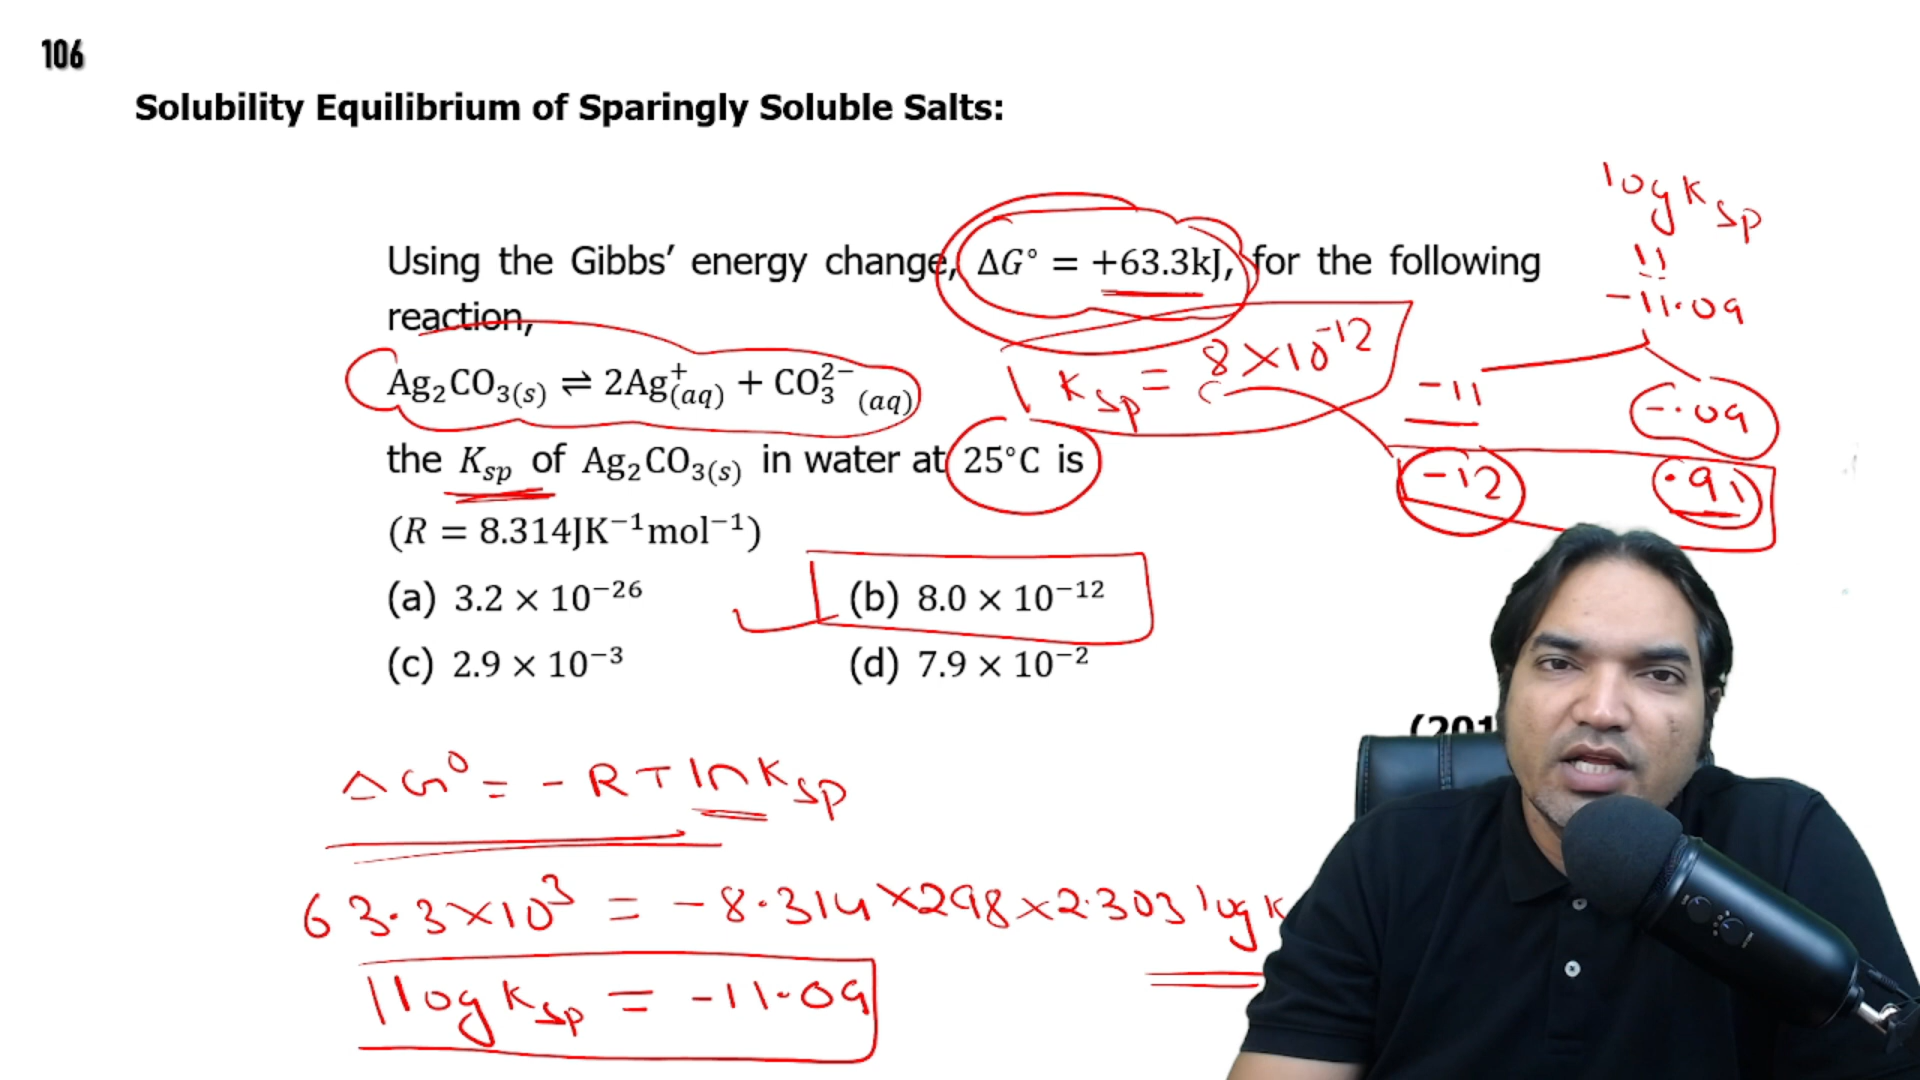 106
Solubility Equilibrium of Sparingly Soluble Salts:
Using the Gibbs' energy change, ΔG° = +63.3kJ, for the following
reaction,
Ag₂CO₃(s) ⇌ 2Ag⁺(aq) + CO₃²⁻(aq)
the Ksp of Ag₂CO₃(s) in water at 25°C is
(R = 8.314JK⁻¹mol⁻¹)
(a) 3.2 × 10⁻²⁶
(b) 8.0 × 10⁻¹²
(c) 2.9 × 10⁻³
(d) 7.9 × 10⁻²
(201
log Ksp
-11.09
-11
-.09
-12
.91
Ksp = 8×10⁻¹²
ΔG° = -RT ln Ksp
63.3×10³ = -8.314×298×2.303 log K
log Ksp = -11.09